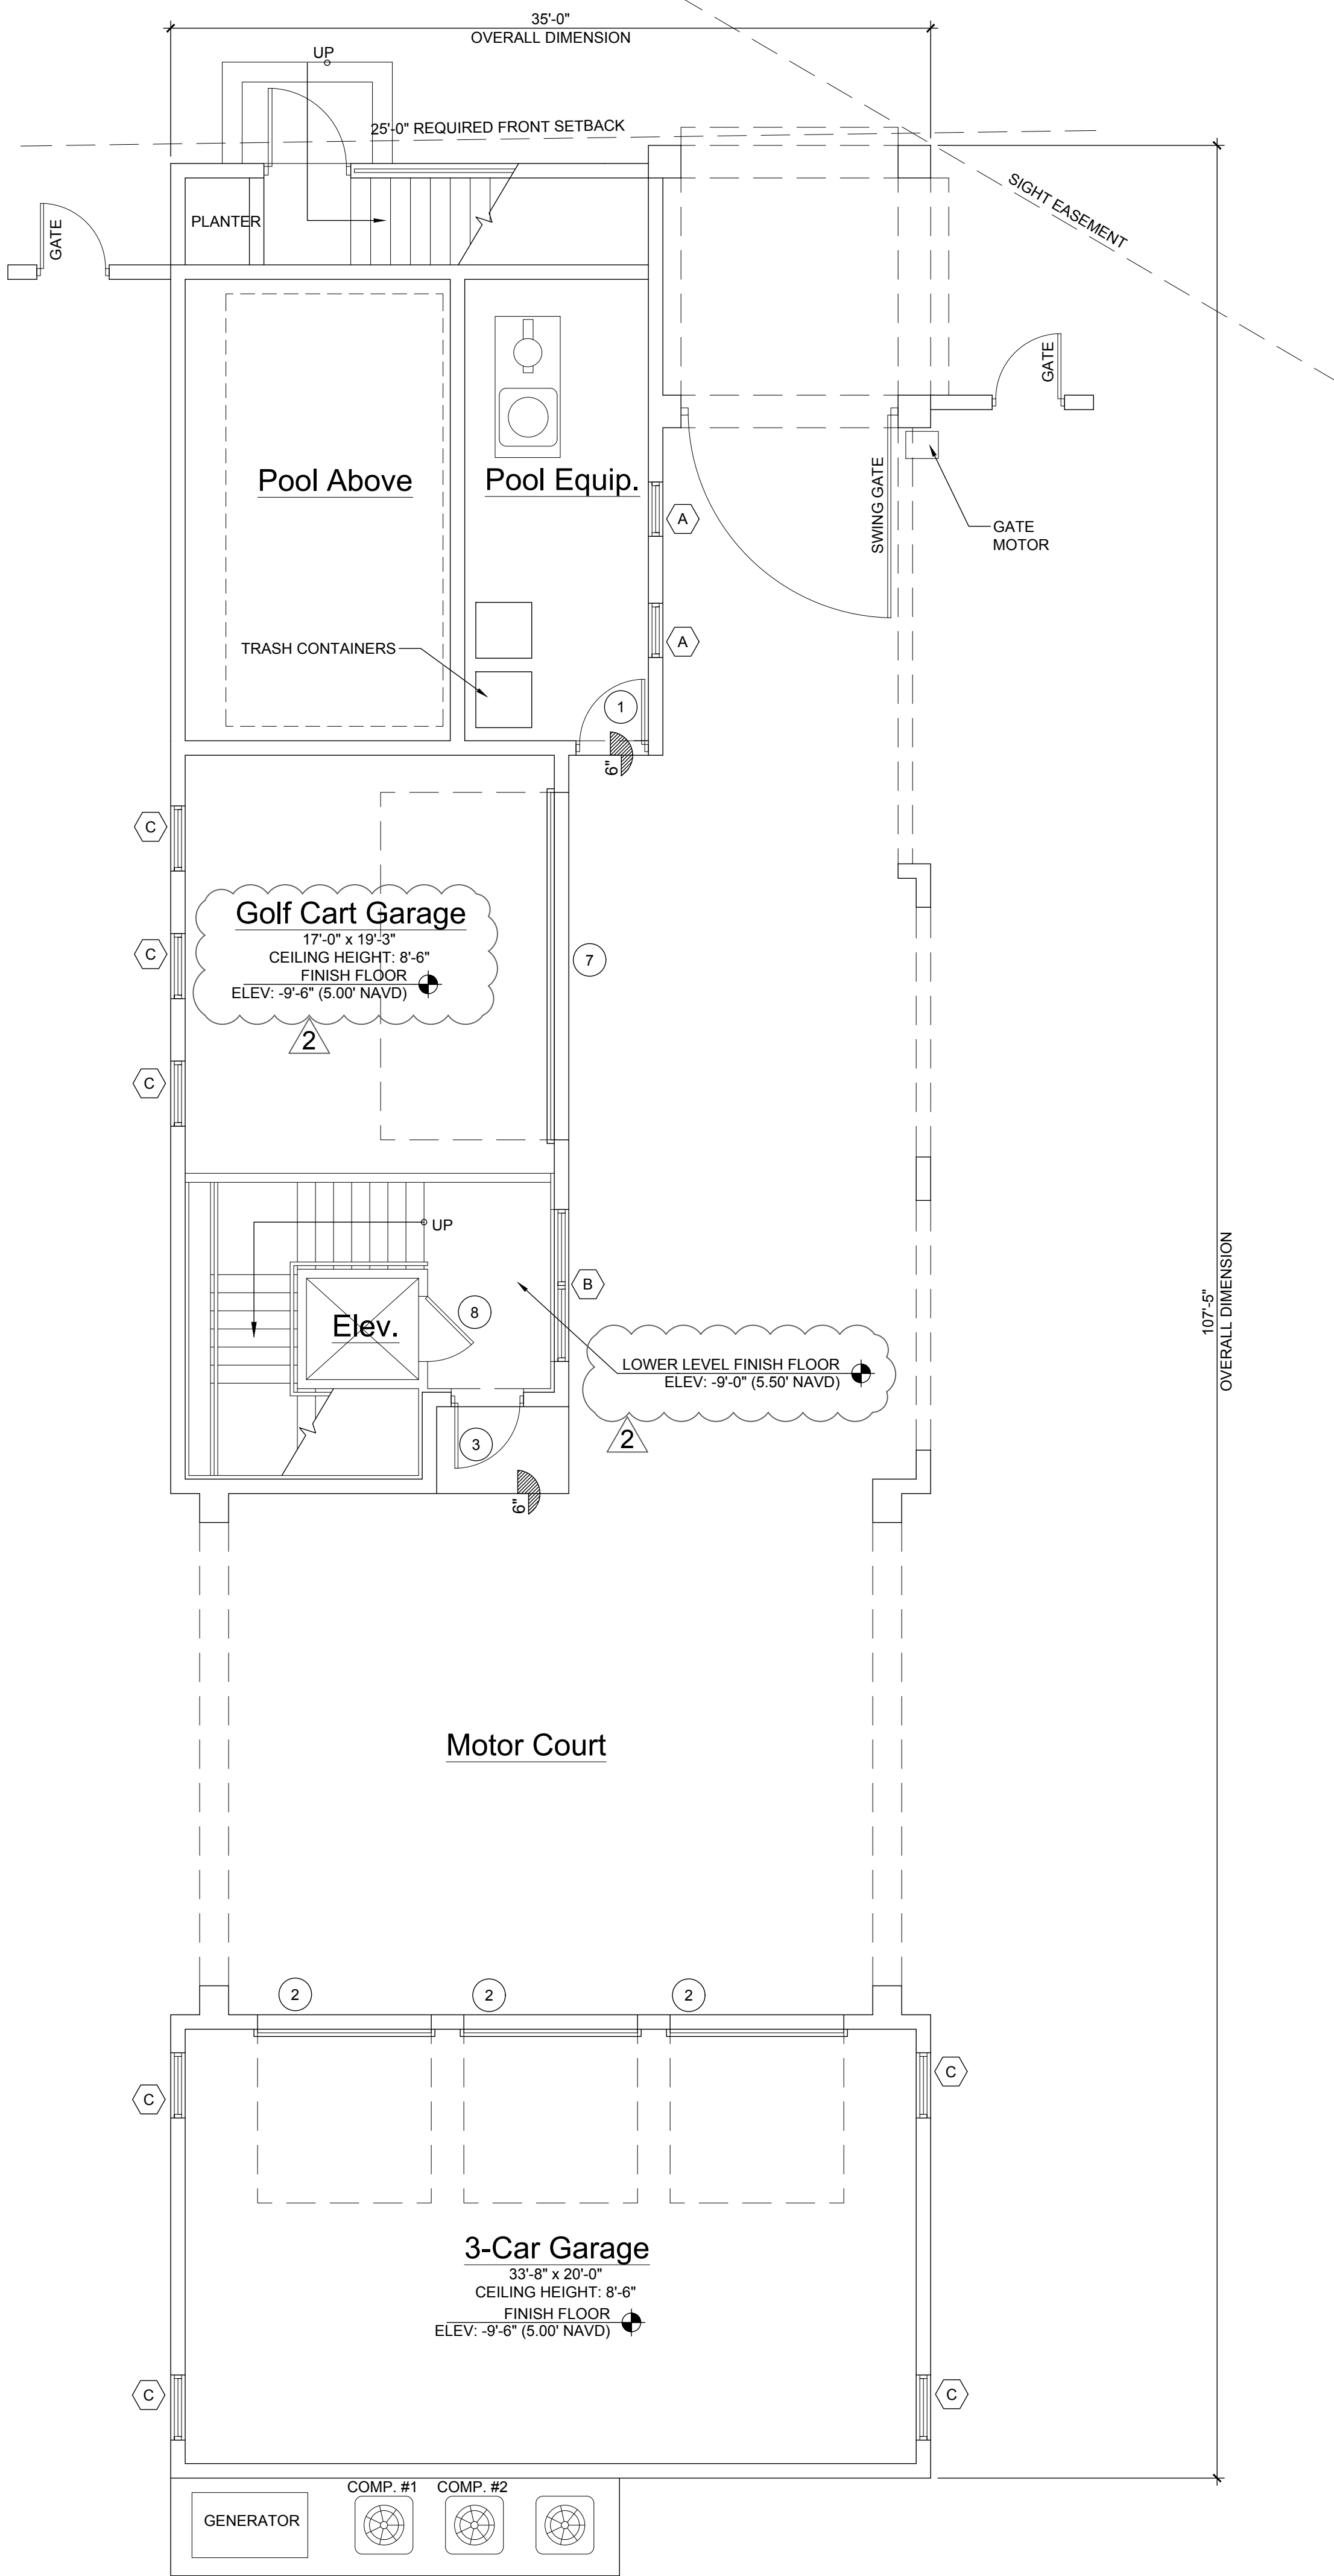 35'-0"
OVERALL DIMENSION
UP
25'-0" REQUIRED FRONT SETBACK
SIGHT EASEMENT
PLANTER
GATE
GATE
Pool Above
Pool Equip.
SWING GATE
A
GATE
MOTOR
A
TRASH CONTAINERS
1
6"
C
Golf Cart Garage
17'-0" x 19'-3"
CEILING HEIGHT: 8'-6"
FINISH FLOOR
ELEV: -9'-6" (5.00' NAVD)
C
7
2
C
UP
B
8
Elev.
107'-5"
OVERALL DIMENSION
LOWER LEVEL FINISH FLOOR
ELEV: -9'-0" (5.50' NAVD)
2
3
6"
Motor Court
2
2
2
C
C
3-Car Garage
33'-8" x 20'-0"
CEILING HEIGHT: 8'-6"
FINISH FLOOR
ELEV: -9'-6" (5.00' NAVD)
C
C
COMP. #1
COMP. #2
GENERATOR